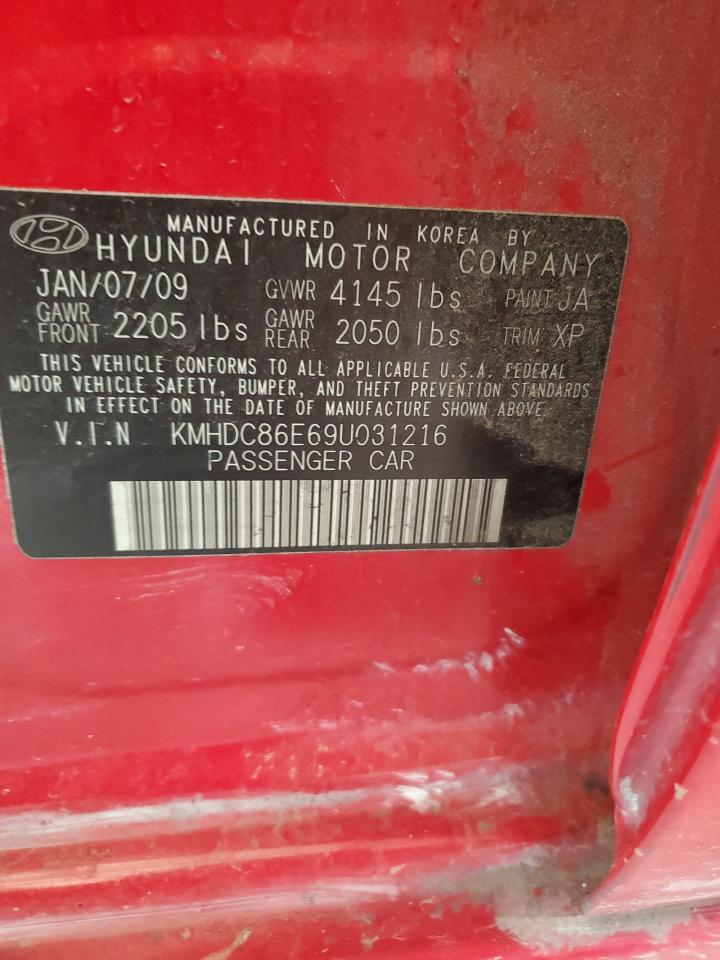 MANUFACTURED IN KOREA BY
HYUNDAI MOTOR COMPANY
JAN/07/09 GVWR 4145 lbs PAINT JA
GAWR FRONT 2205 lbs GAWR REAR 2050 lbs TRIM XP
THIS VEHICLE CONFORMS TO ALL APPLICABLE U.S.A. FEDERAL
MOTOR VEHICLE SAFETY, BUMPER, AND THEFT PREVENTION STANDARDS
IN EFFECT ON THE DATE OF MANUFACTURE SHOWN ABOVE.
V.I.N KMHDC86E69U031216
PASSENGER CAR